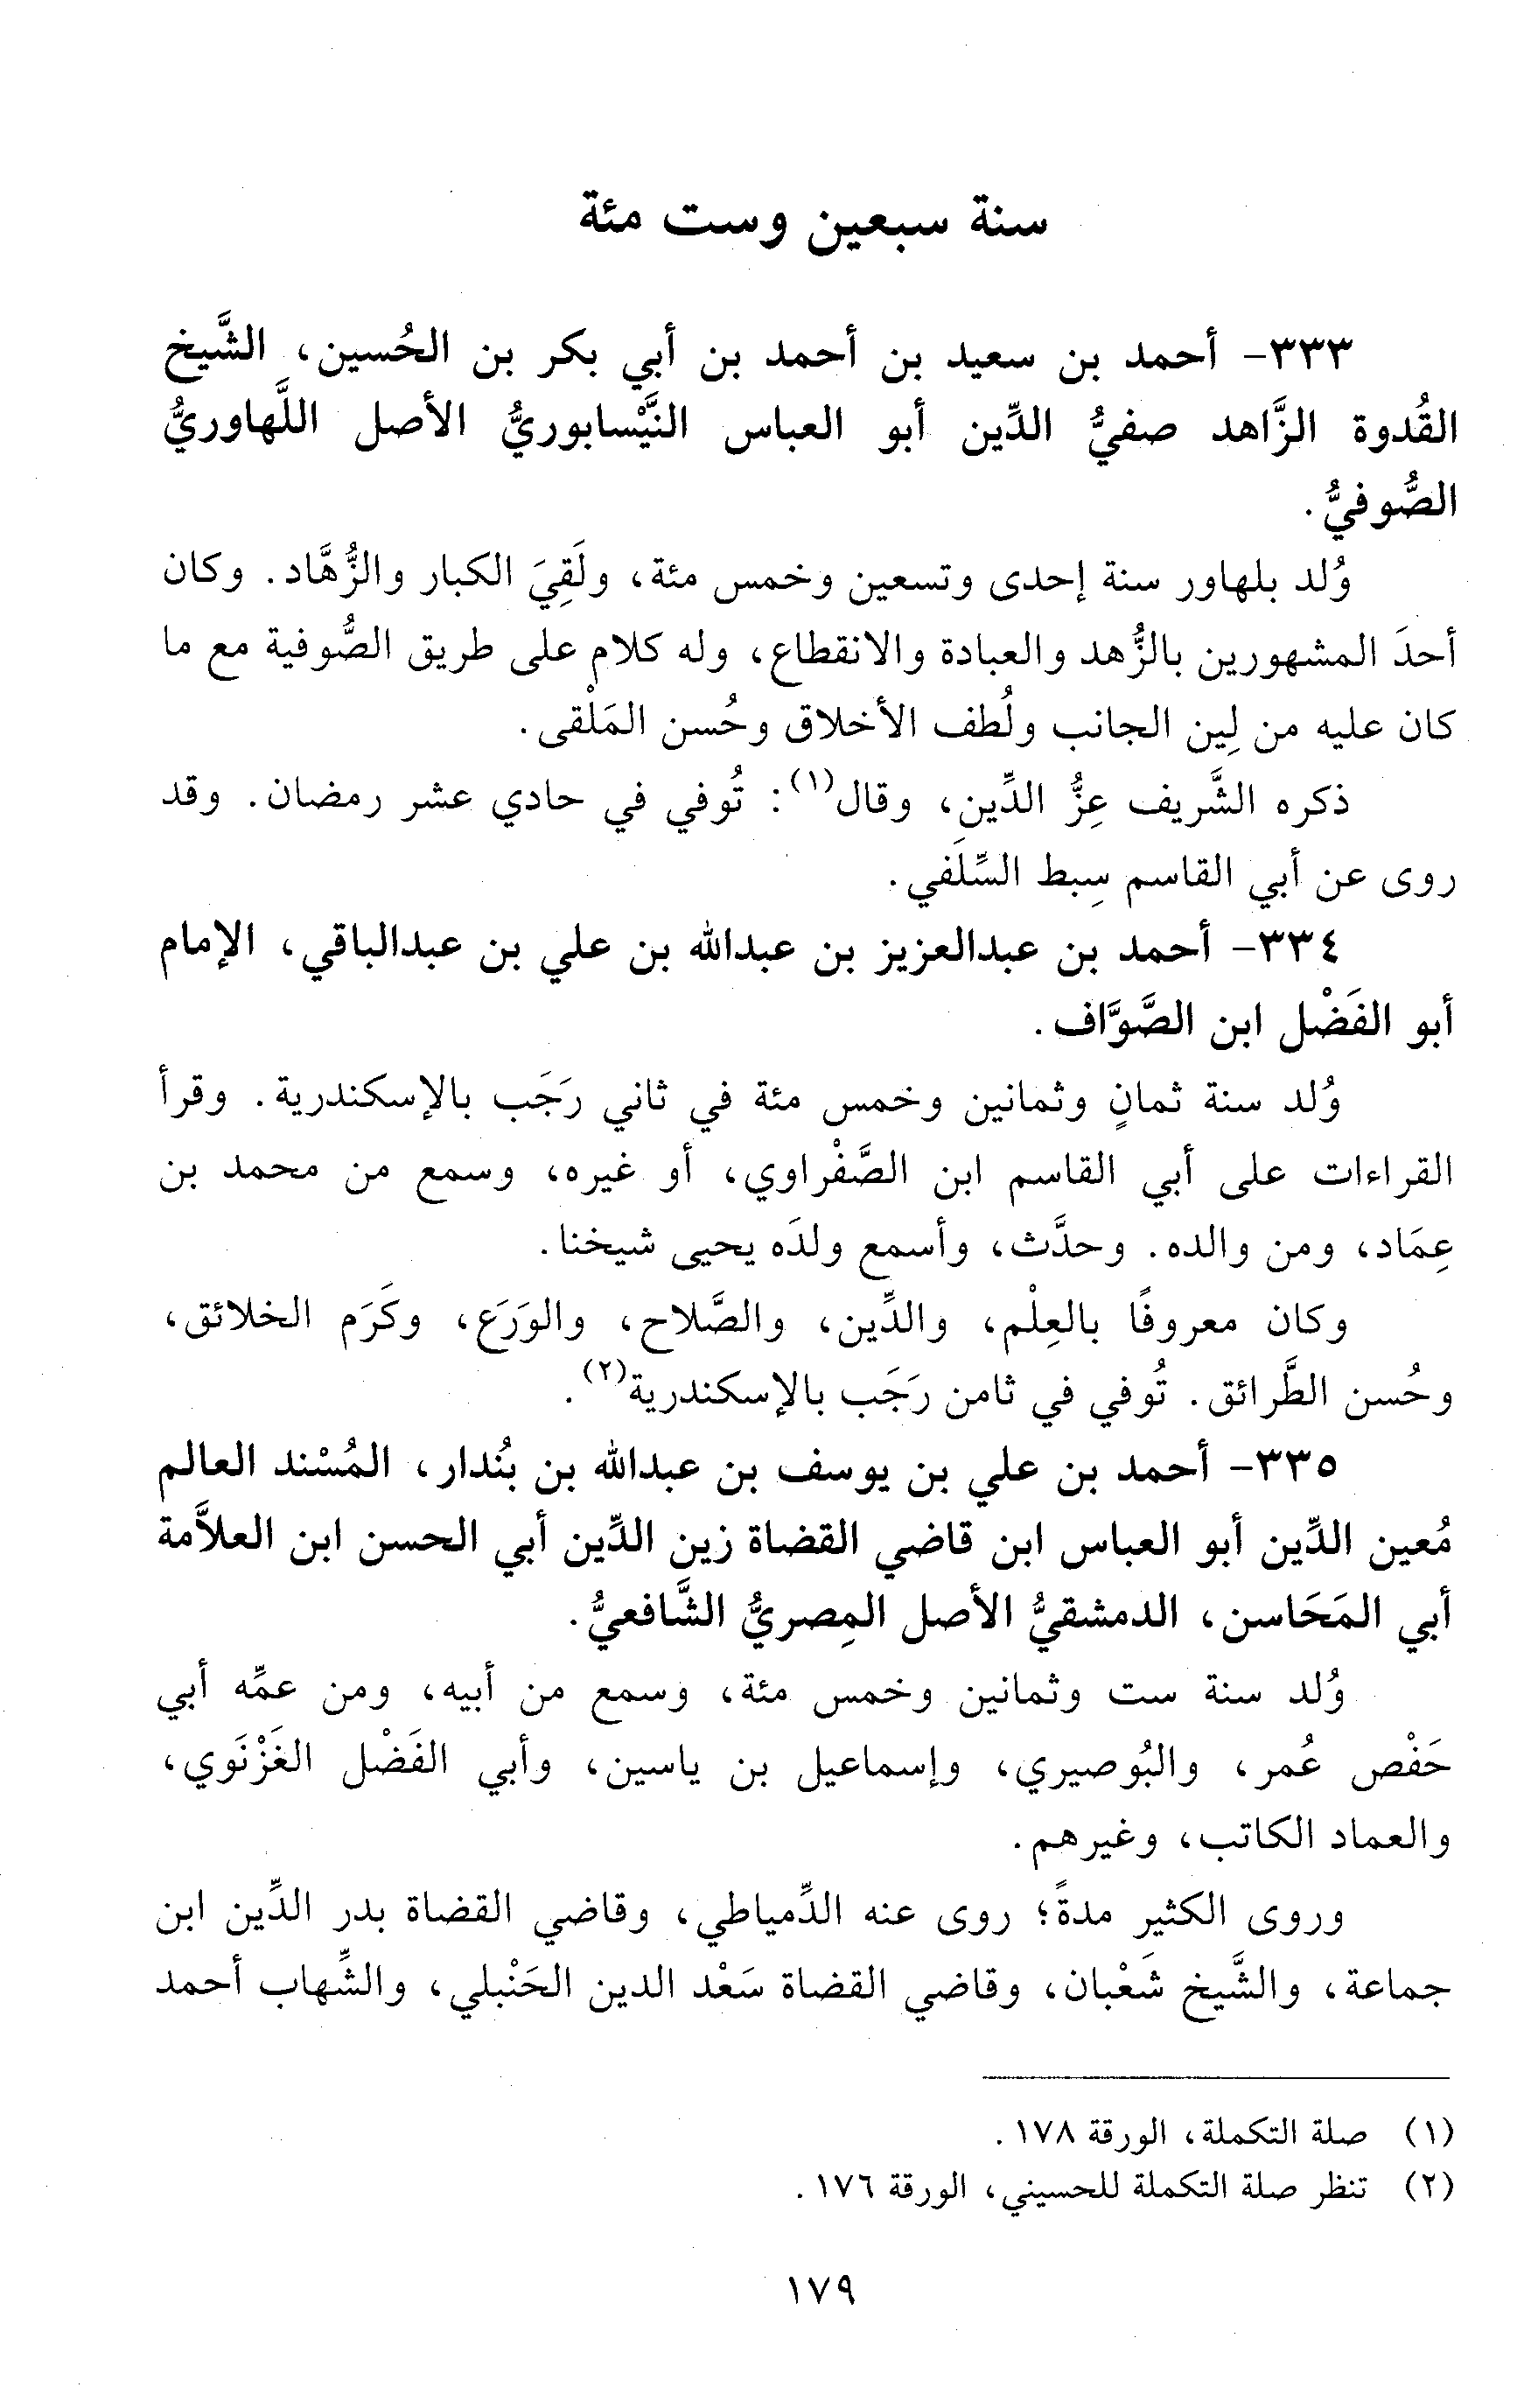 سنة سبعين وست مئة
٣٣٣- أحمد بن سعيد بن أحمد بن أبي بكر بن الحُسين، الشَّيخ
القُدوة الزَّاهد صفيُّ الدِّين أبو العباس النَّيْسابوريُّ الأصل اللَّهاوريُّ
الصُّوفيُّ.
وُلد بلهاور سنة إحدى وتسعين وخمس مئة، ولَقِيَ الكبار والزُّهَّاد. وكان
أحدَ المشهورين بالزُّهد والعبادة والانقطاع، وله كلام على طريق الصُّوفية مع ما
كان عليه من لِين الجانب ولُطف الأخلاق وحُسن المَلْقى.
ذكره الشَّريف عِزُّ الدِّين، وقال(١): تُوفي في حادي عشر رمضان. وقد
روى عن أبي القاسم سِبط السِّلَفي.
٣٣٤- أحمد بن عبدالعزيز بن عبدالله بن علي بن عبدالباقي، الإمام
أبو الفَضْل ابن الصَّوَّاف.
وُلد سنة ثمانٍ وثمانين وخمس مئة في ثاني رَجَب بالإسكندرية. وقرأ
القراءات على أبي القاسم ابن الصَّفْراوي، أو غيره، وسمع من محمد بن
عِمَاد، ومن والده. وحدَّث، وأسمع ولدَه يحيى شيخنا.
وكان معروفًا بالعِلْم، والدِّين، والصَّلاح، والوَرَع، وكَرَم الخلائق،
وحُسن الطَّرائق. تُوفي في ثامن رَجَب بالإسكندرية(٢).
٣٣٥- أحمد بن علي بن يوسف بن عبدالله بن بُندار، المُسْند العالم
مُعين الدِّين أبو العباس ابن قاضي القضاة زين الدِّين أبي الحسن ابن العلاَّمة
أبي المَحَاسن، الدمشقيُّ الأصل المِصريُّ الشَّافعيُّ.
وُلد سنة ست وثمانين وخمس مئة، وسمع من أبيه، ومن عمِّه أبي
حَفْص عُمر، والبُوصيري، وإسماعيل بن ياسين، وأبي الفَضْل الغَزْنَوي،
والعماد الكاتب، وغيرهم.
وروى الكثير مدةً؛ روى عنه الدِّمياطي، وقاضي القضاة بدر الدِّين ابن
جماعة، والشَّيخ شَعْبان، وقاضي القضاة سَعْد الدين الحَنْبلي، والشِّهاب أحمد
(١) صلة التكملة، الورقة ١٧٨.
(٢) تنظر صلة التكملة للحسيني، الورقة ١٧٦.
١٧٩